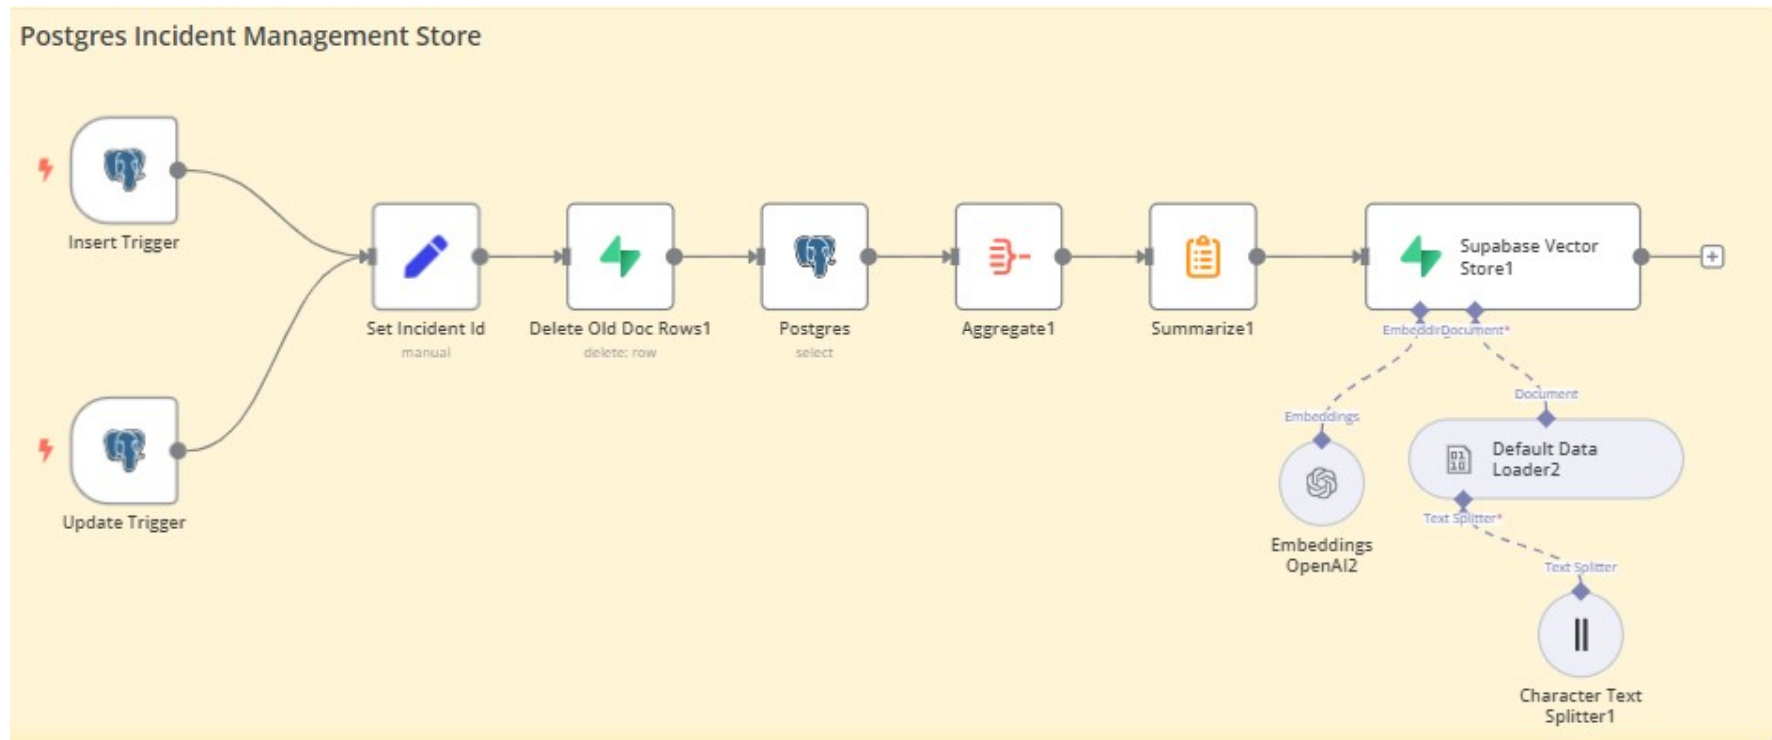 Postgres Incident Management Store
Insert Trigger
Update Trigger
Set Incident Id
manual
Delete Old Doc Rows1
delete: row
Postgres
select
Aggregate1
Summarize1
Supabase Vector
Store1
Document*
Embeddings
Embeddings
OpenAI2
Document
Default Data
Loader2
Text Splitter*
Text Splitter
Character Text
Splitter1